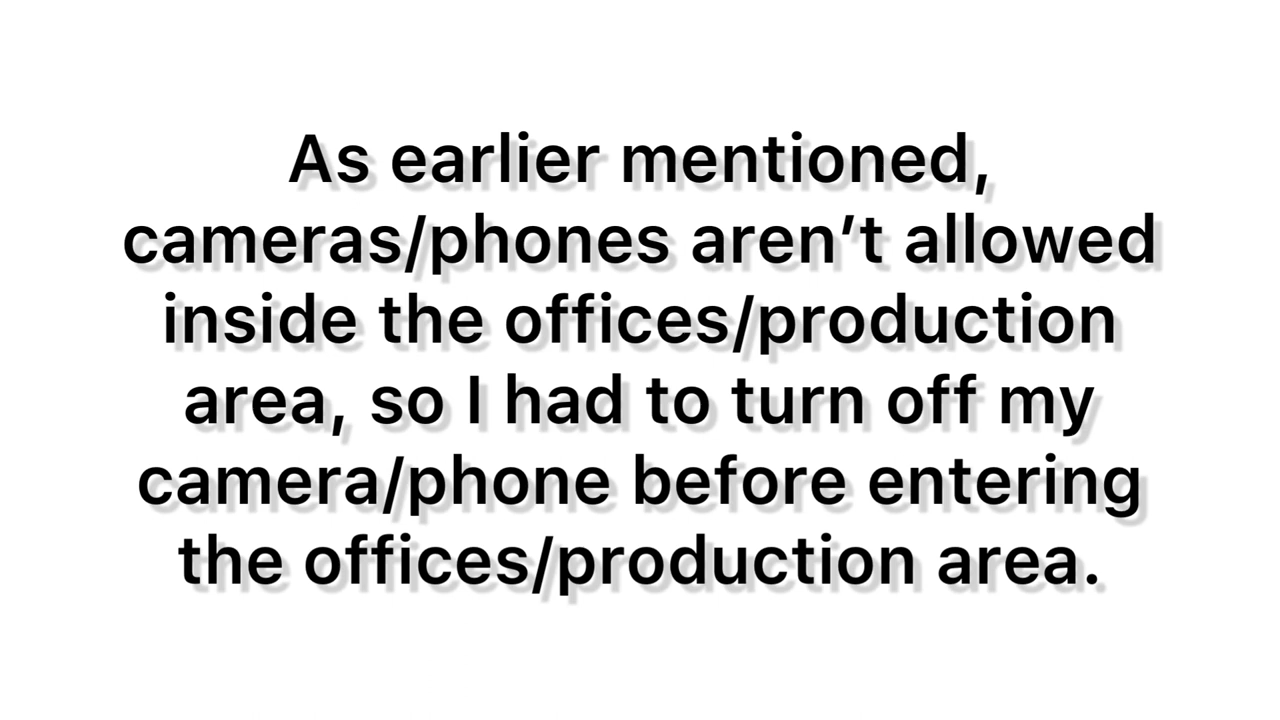 As earlier mentioned,
cameras/phones aren’t allowed
inside the offices/production
area, so I had to turn off my
camera/phone before entering
the offices/production area.